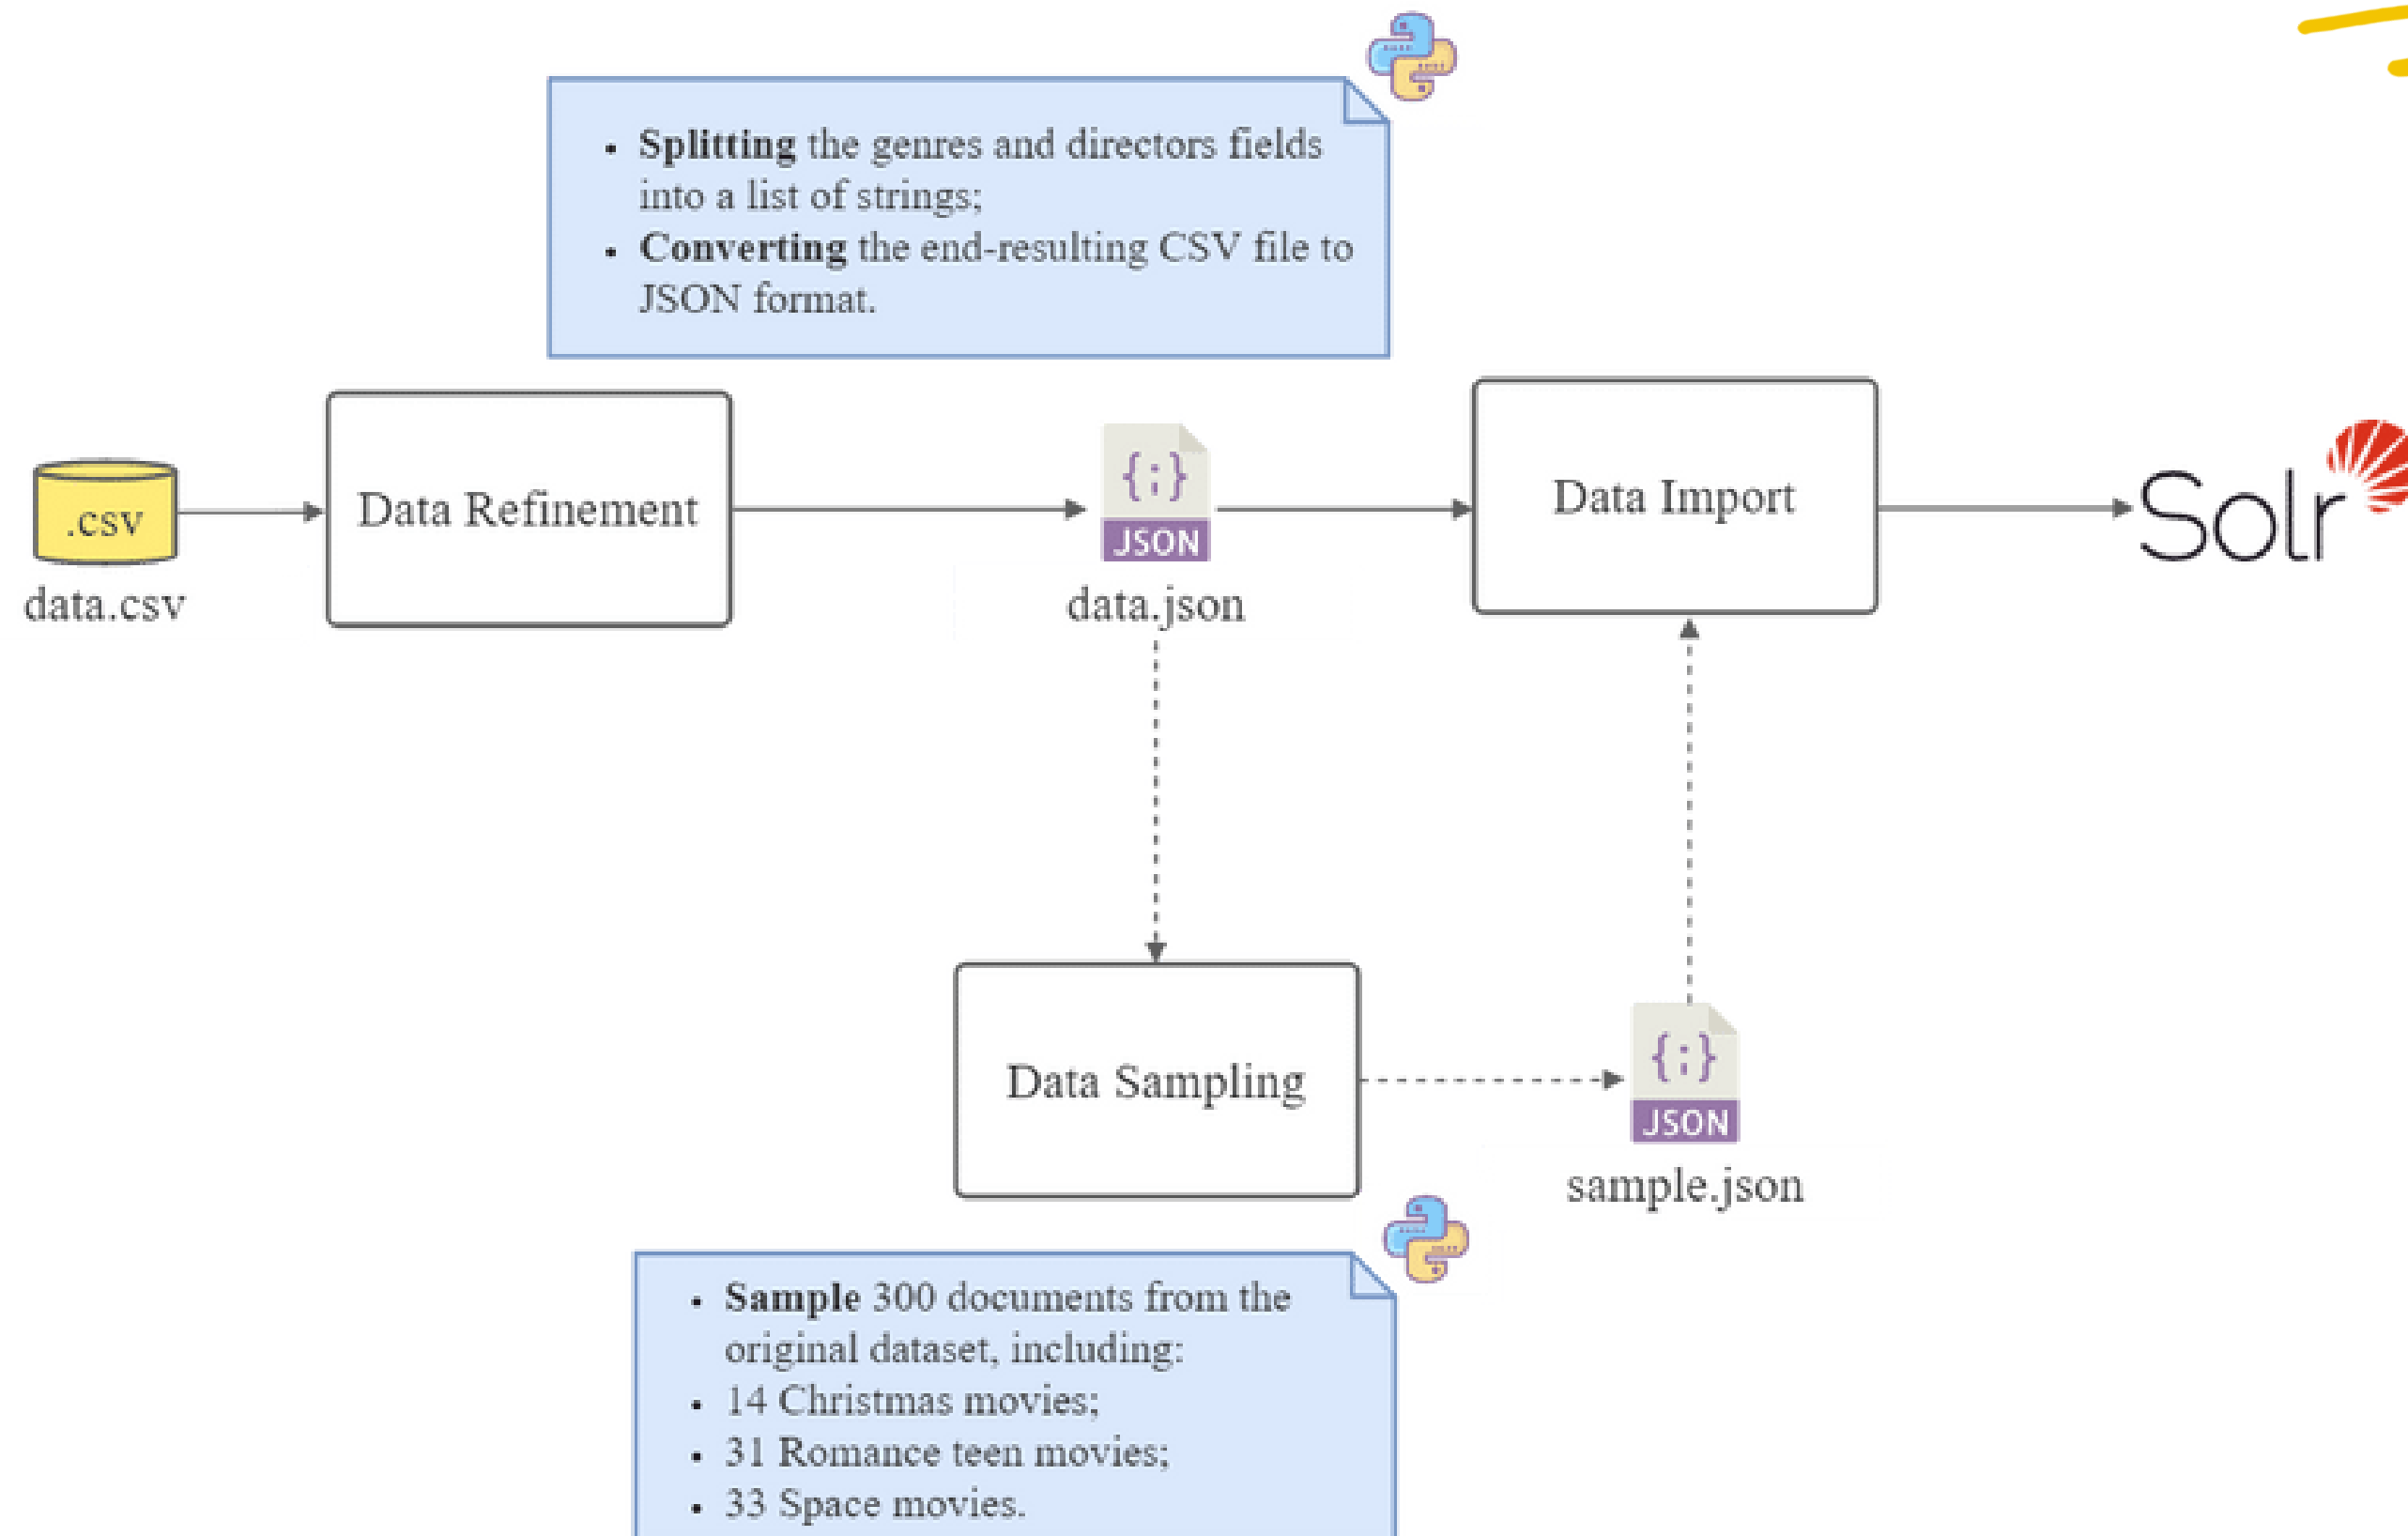 • Splitting the genres and directors fields
into a list of strings;
• Converting the end-resulting CSV file to
JSON format.
.csv
data.csv
Data Refinement
{;}
JSON
data.json
Data Import
Solr
Data Sampling
{;}
JSON
sample.json
• Sample 300 documents from the
original dataset, including:
• 14 Christmas movies;
• 31 Romance teen movies;
• 33 Space movies.